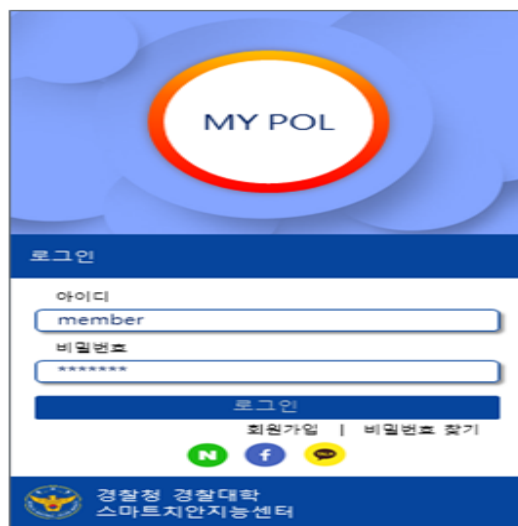 MY POL
로그인
아이디
member
비밀번호
*******
로그인
회원가입 | 비밀번호 찾기
N f TALK
경찰청 경찰대학
스마트치안지능센터